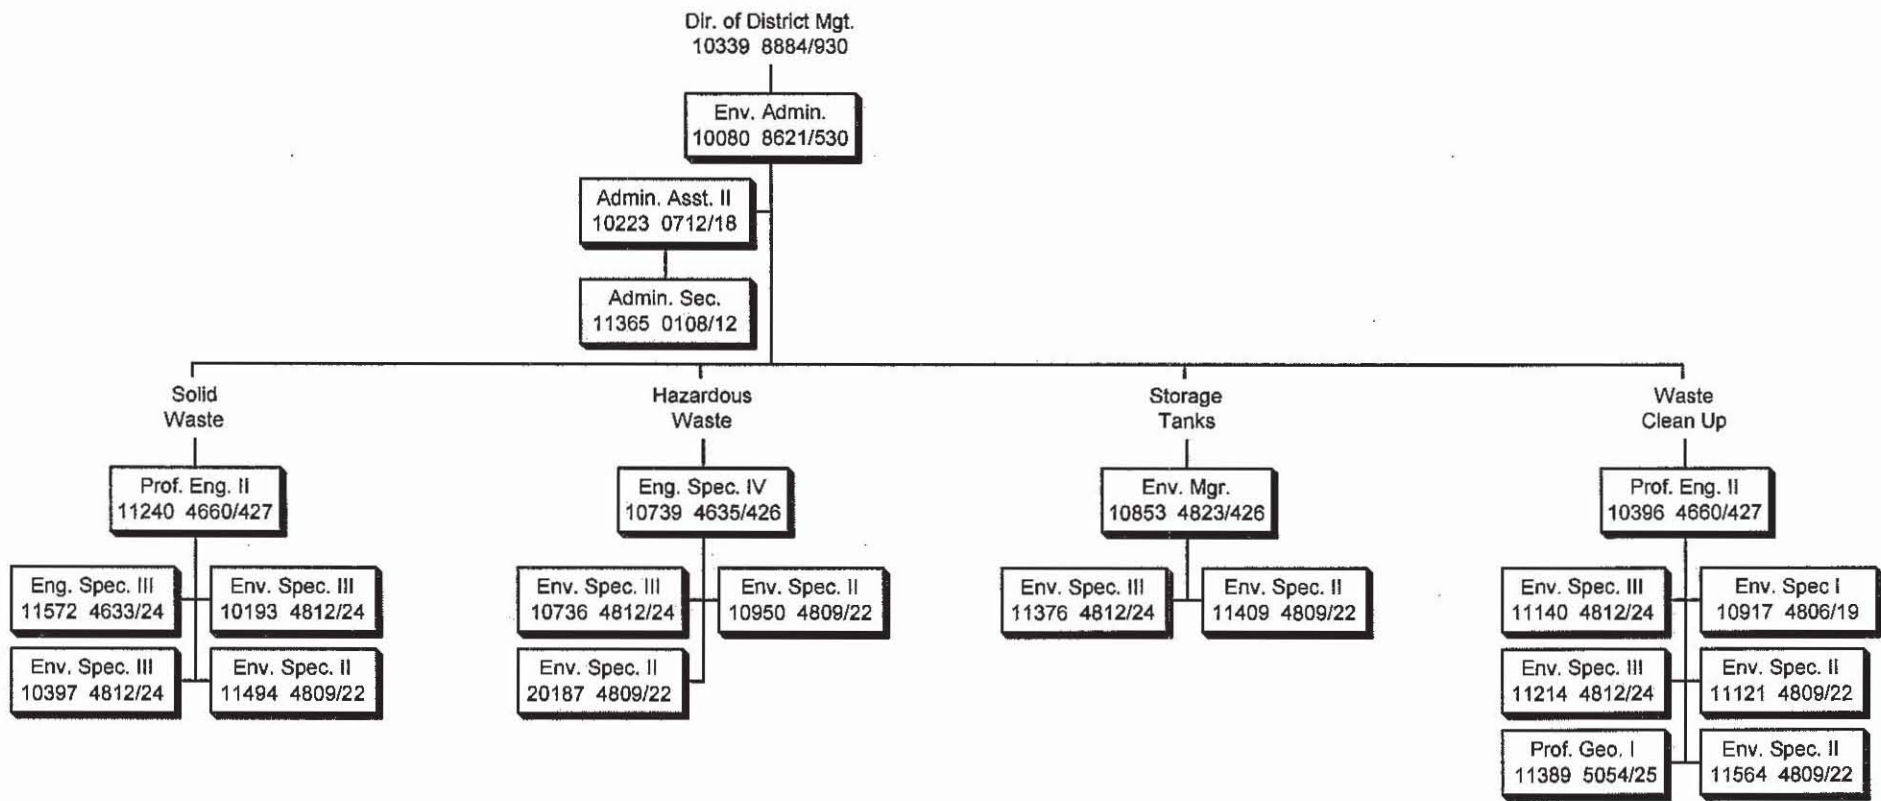 Dir. of District Mgt.
10339 8884/930
Env. Admin.
10080 8621/530
Admin. Asst. II
10223 0712/18
Admin. Sec.
11365 0108/12
Solid
Waste
Prof. Eng. II
11240 4660/427
Eng. Spec. III
11572 4633/24
Env. Spec. III
10193 4812/24
Env. Spec. III
10397 4812/24
Env. Spec. II
11494 4809/22
Hazardous
Waste
Eng. Spec. IV
10739 4635/426
Env. Spec. III
10736 4812/24
Env. Spec. II
10950 4809/22
Env. Spec. II
20187 4809/22
Storage
Tanks
Env. Mgr.
10853 4823/426
Env. Spec. III
11376 4812/24
Env. Spec. II
11409 4809/22
Waste
Clean Up
Prof. Eng. II
10396 4660/427
Env. Spec. III
11140 4812/24
Env. Spec I
10917 4806/19
Env. Spec. III
11214 4812/24
Env. Spec. II
11121 4809/22
Prof. Geo. I
11389 5054/25
Env. Spec. II
11564 4809/22